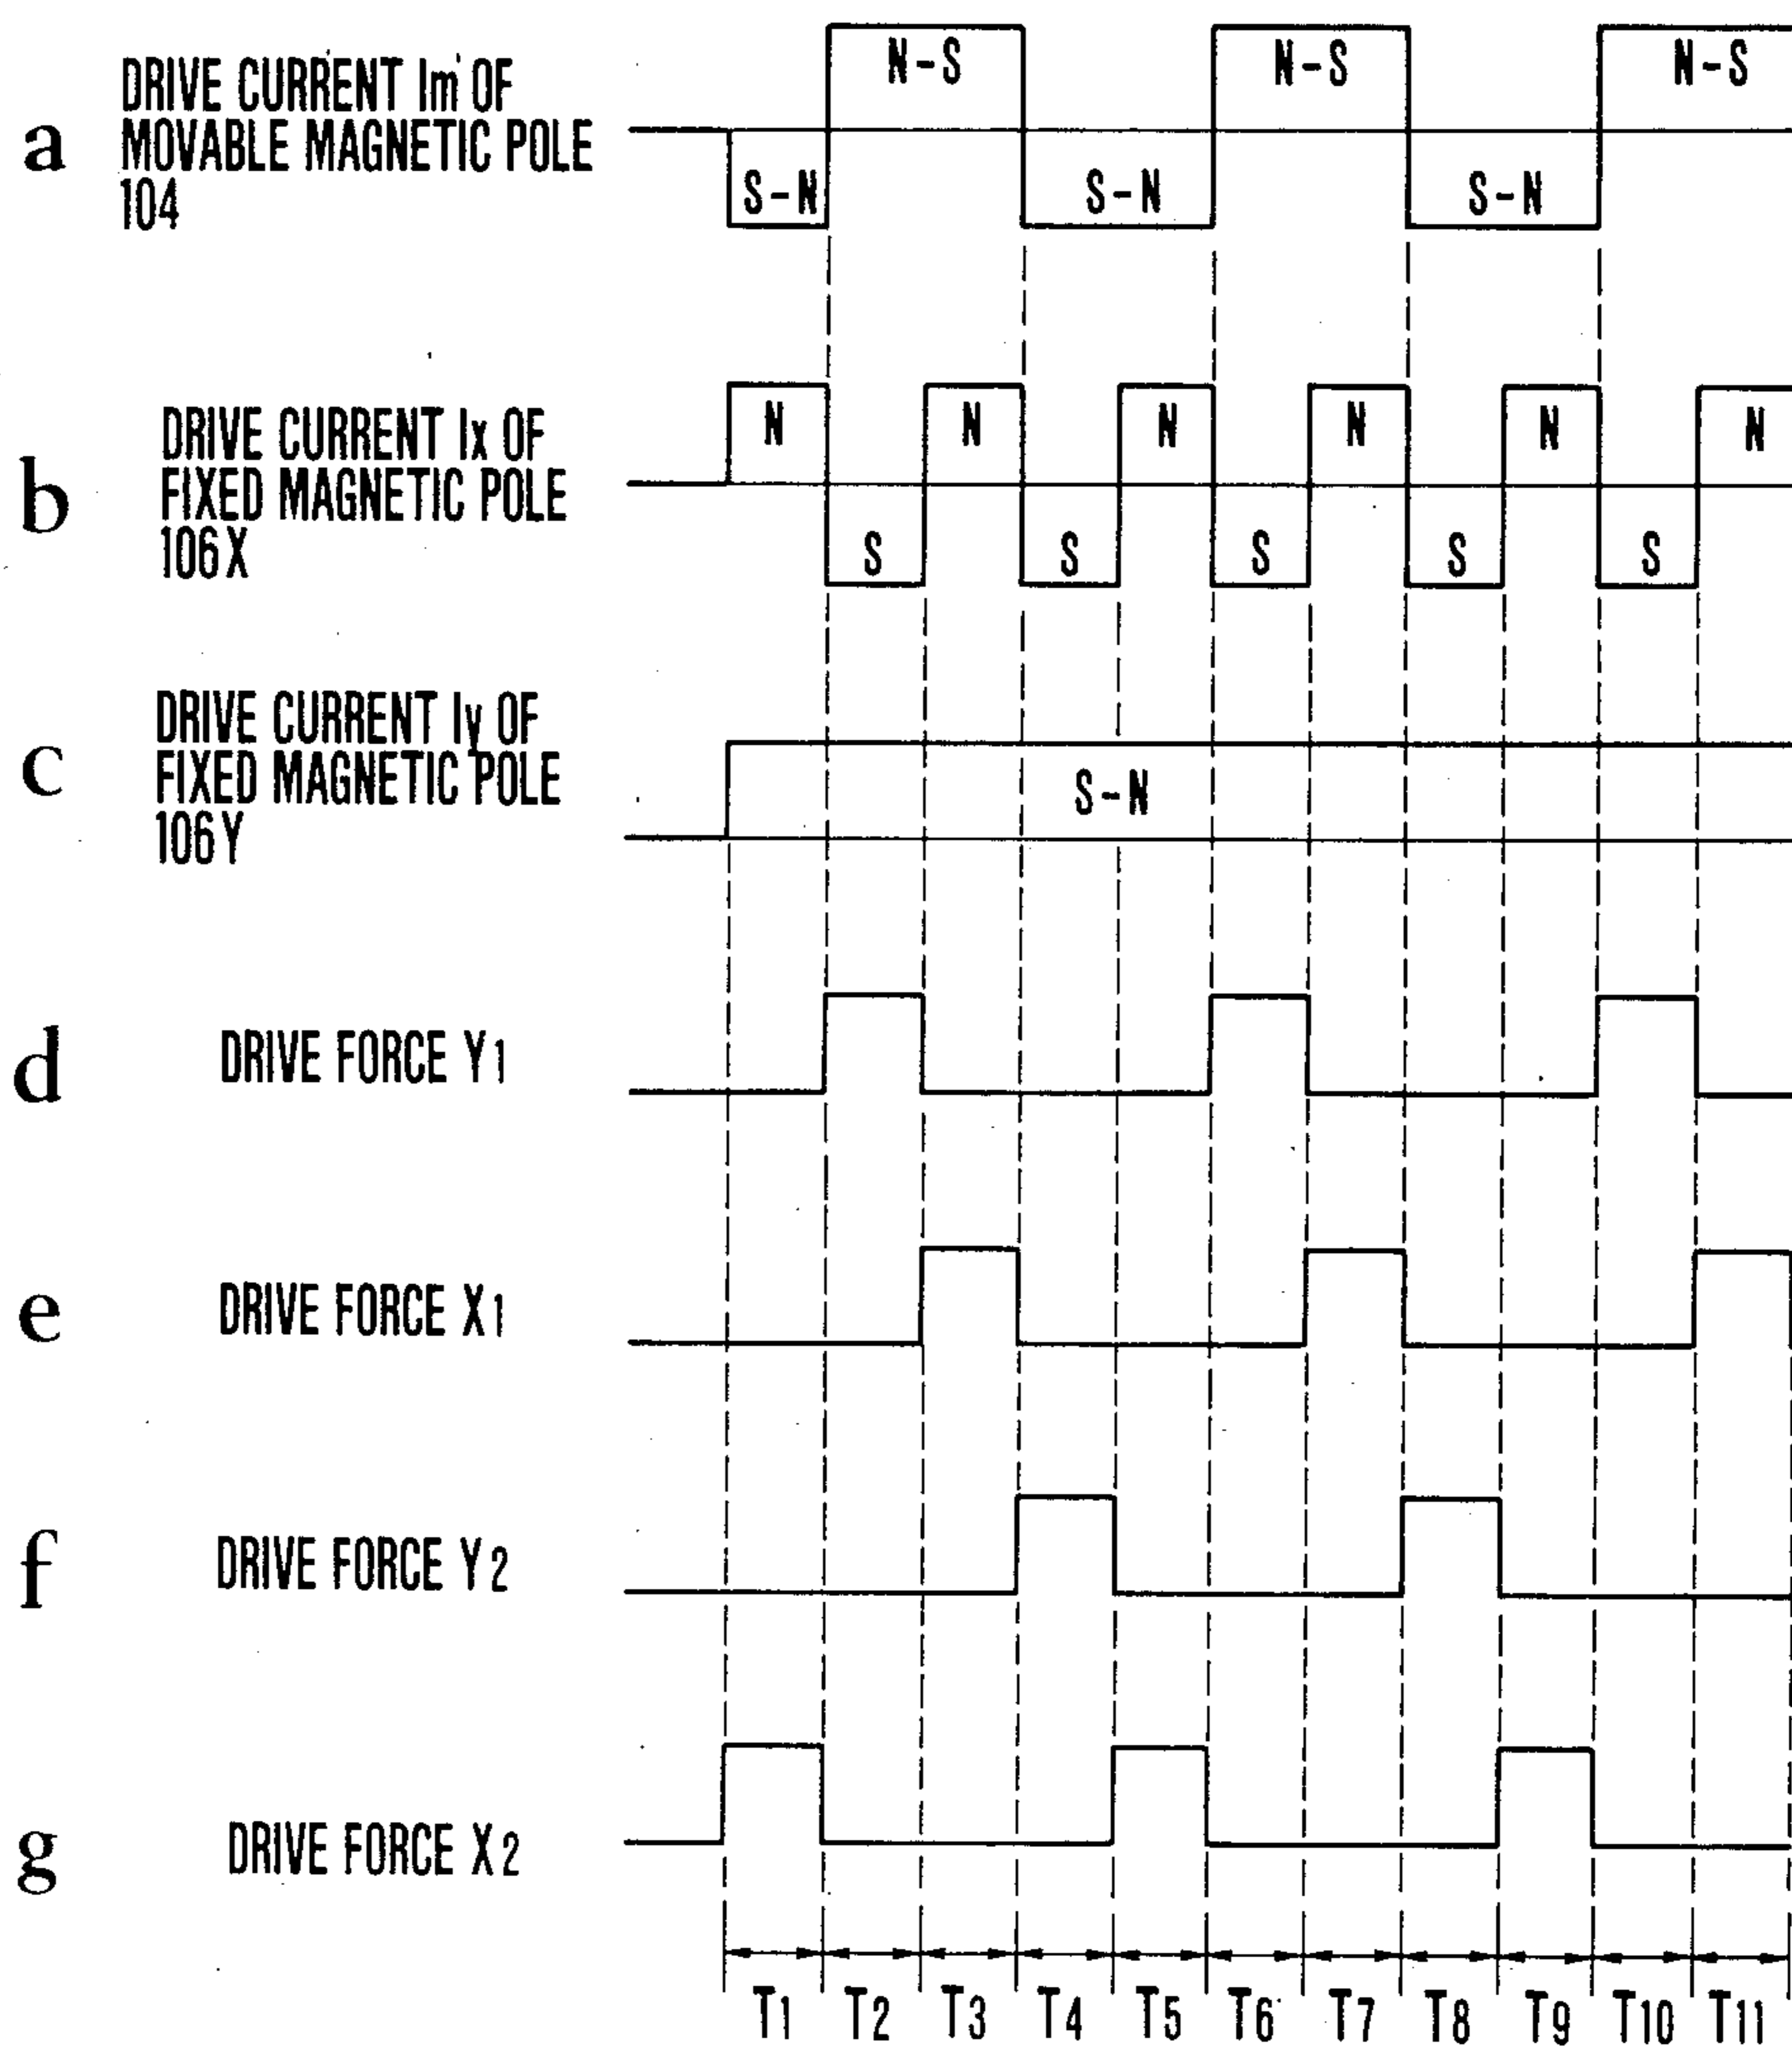 a
DRIVE CURRENT Im' OF
MOVABLE MAGNETIC POLE
104
N-S
N-S
N-S
S-N
S-N
S-N
b
DRIVE CURRENT Ix OF
FIXED MAGNETIC POLE
106X
N
N
N
N
N
N
S
S
S
S
S
c
DRIVE CURRENT Iy OF
FIXED MAGNETIC POLE
106Y
S-N
d
DRIVE FORCE Y1
e
DRIVE FORCE X1
f
DRIVE FORCE Y2
g
DRIVE FORCE X2
T1 T2 T3 T4 T5 T6 T7 T8 T9 T10 T11